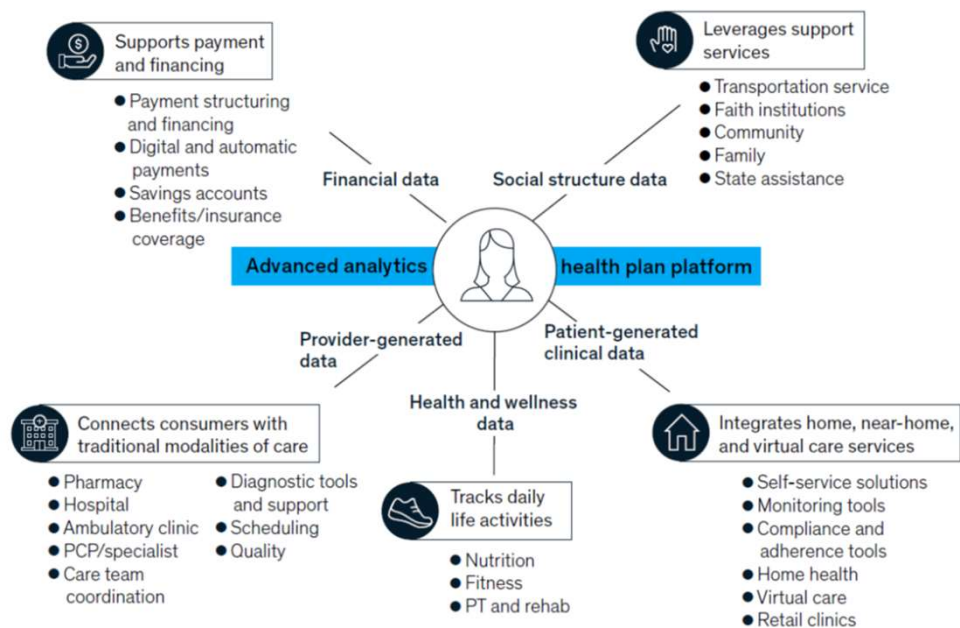 Supports payment
and financing
● Payment structuring
and financing
● Digital and automatic
payments
● Savings accounts
● Benefits/insurance
coverage
Leverages support
services
● Transportation service
● Faith institutions
● Community
● Family
● State assistance
Financial data
Social structure data
Advanced analytics
health plan platform
Provider-generated
data
Patient-generated
clinical data
Health and wellness
data
Connects consumers with
traditional modalities of care
● Pharmacy
● Hospital
● Ambulatory clinic
● PCP/specialist
● Care team
coordination
● Diagnostic tools
and support
● Scheduling
● Quality
Tracks daily
life activities
● Nutrition
● Fitness
● PT and rehab
Integrates home, near-home,
and virtual care services
● Self-service solutions
● Monitoring tools
● Compliance and
adherence tools
● Home health
● Virtual care
● Retail clinics